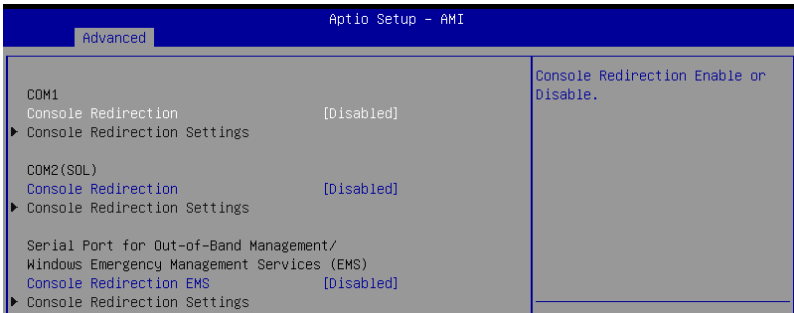 Aptio Setup – AMI
Advanced
COM1
Console Redirection [Disabled]
Console Redirection Settings
COM2(SOL)
Console Redirection [Disabled]
Console Redirection Settings
Serial Port for Out-of-Band Management/
Windows Emergency Management Services (EMS)
Console Redirection EMS [Disabled]
Console Redirection Settings
Console Redirection Enable or
Disable.